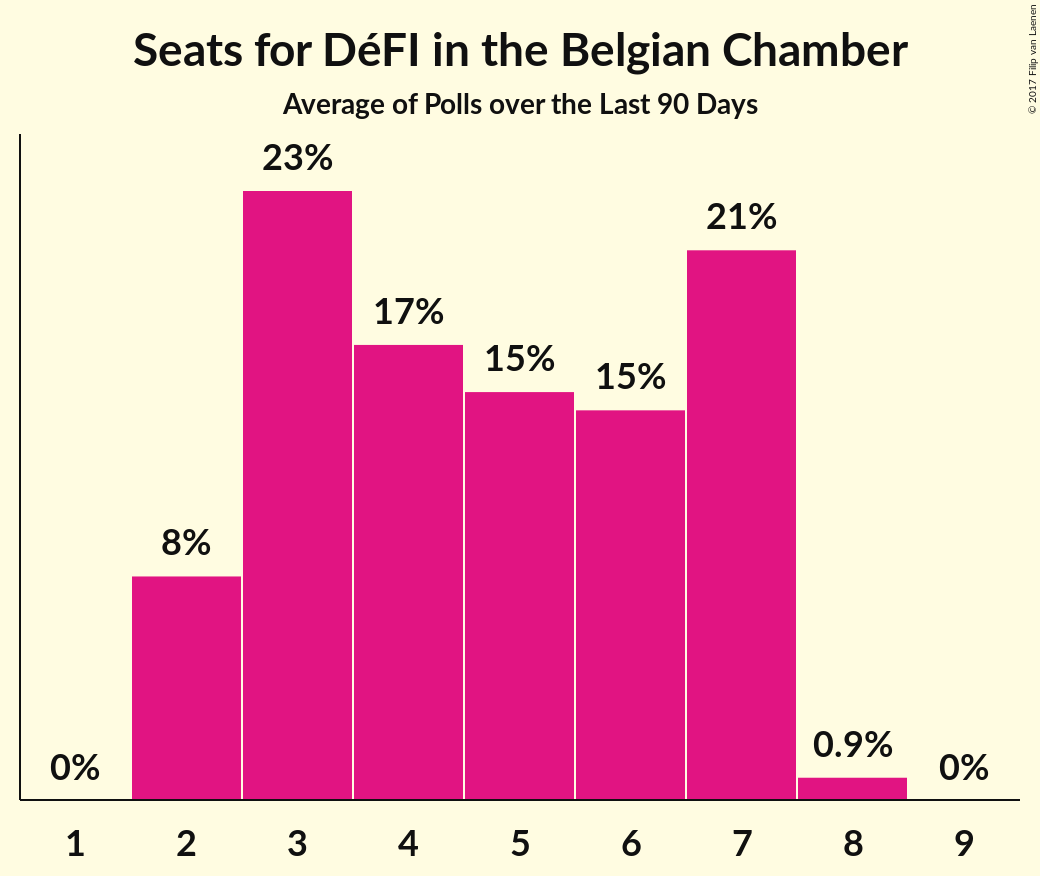 Seats for DéFI in the Belgian Chamber
Average of Polls over the Last 90 Days
© 2017 Filip van Laenen
23%
21%
17%
15%
15%
8%
0.9%
0%
0%
1 2 3 4 5 6 7 8 9